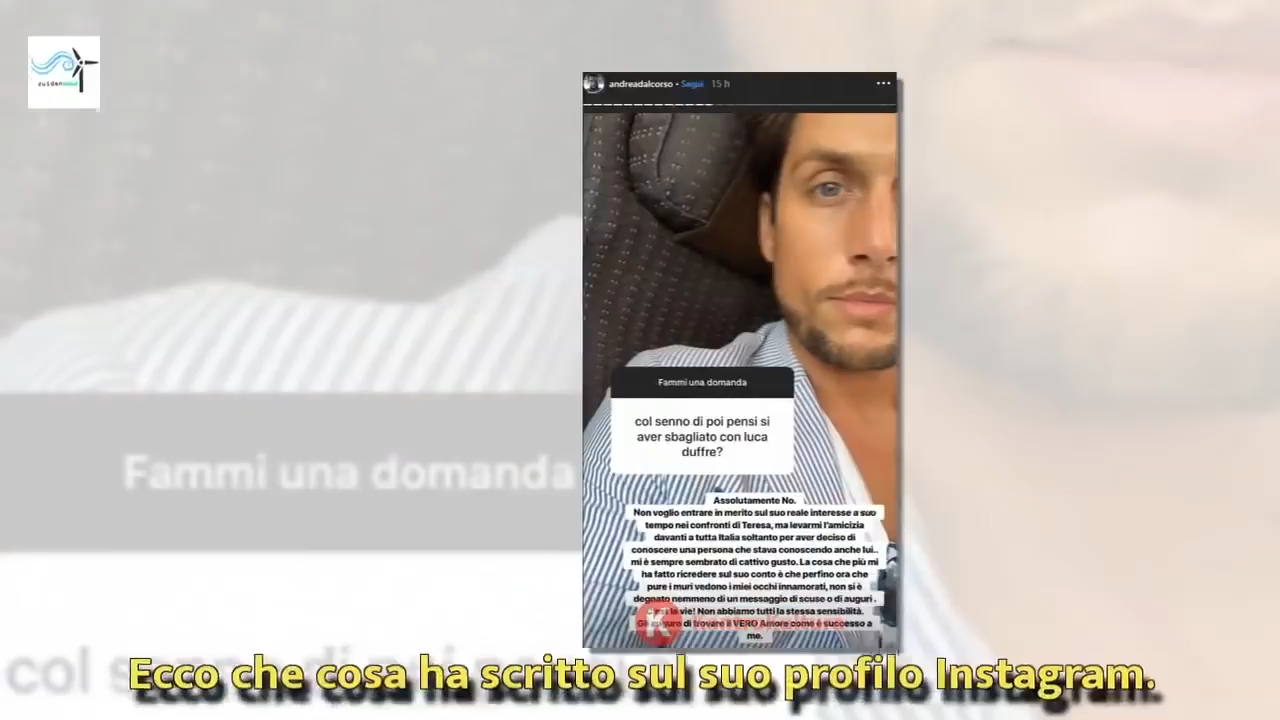 andreadalcorso • Segui 15 h
Fammi una domanda
col senno di poi pensi si
aver sbagliato con luca
duffre?
Assolutamente No.
Non voglio entrare in merito sul suo reale interesse a suo
tempo nei confronti di Teresa, ma levarmi l'amicizia
davanti a tutta Italia soltanto per aver deciso di
conoscere una persona che stava conoscendo anche lui..
mi è sempre sembrato di cattivo gusto. La cosa che più mi
ha fatto ricredere sul suo conto è che perfino ora che
pure i muri vedono i miei occhi innamorati, non si è
degnato nemmeno di un messaggio di scuse o di auguri .
la vie! Non abbiamo tutti la stessa sensibilità.
di trovare il VERO Amore come è successo a
me.
Fammi una domanda
col
Ecco che cosa ha scritto sul suo profilo Instagram.